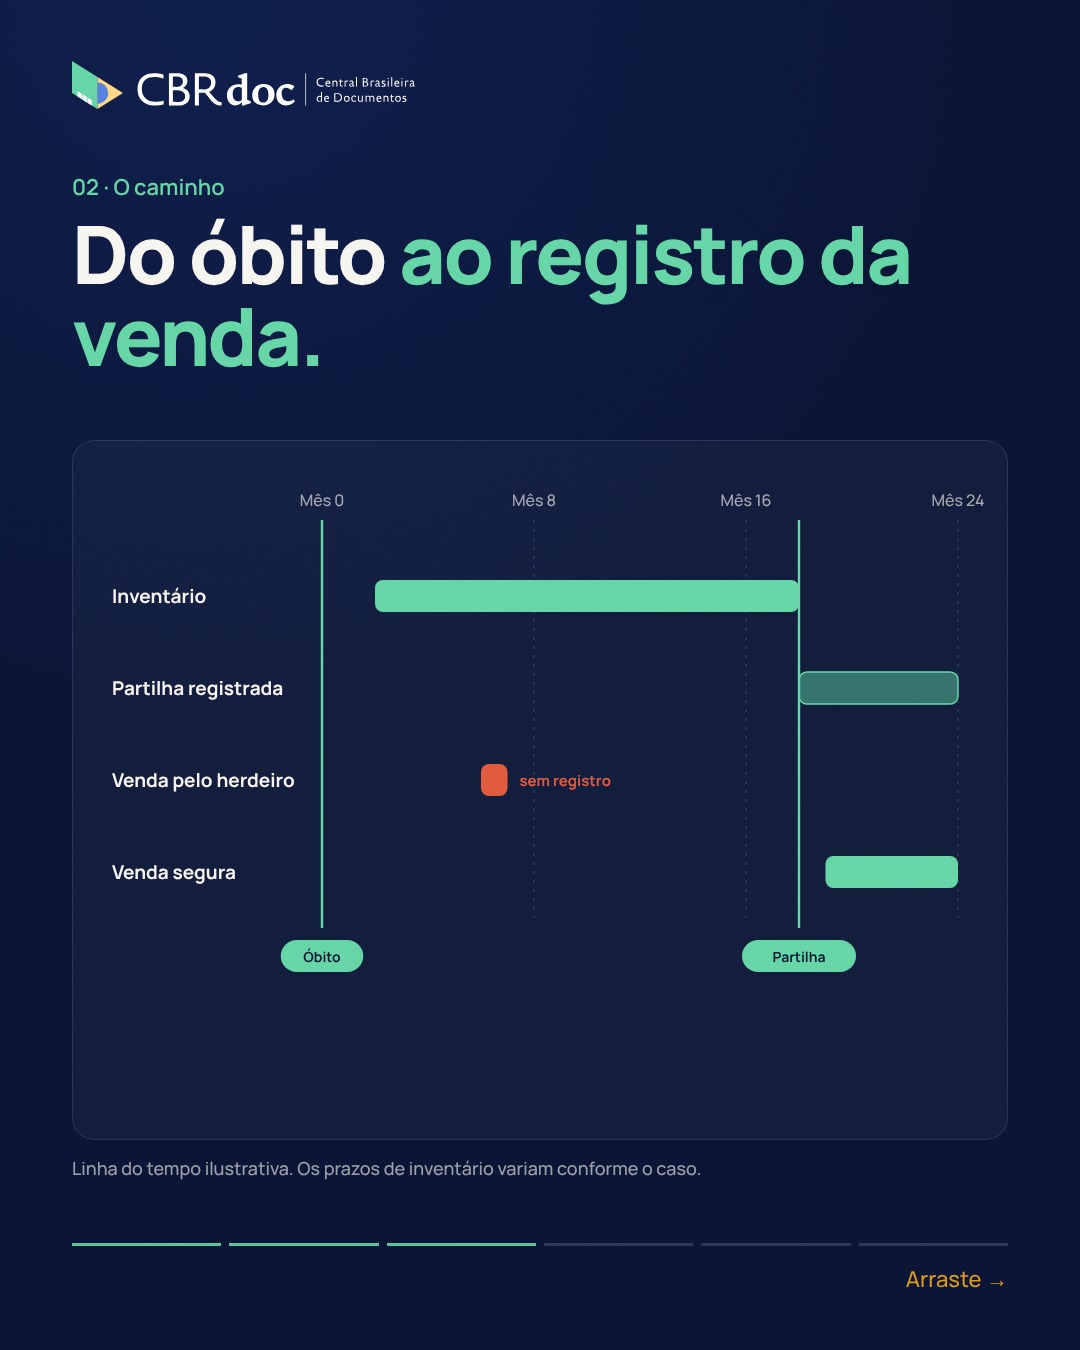 CBRdoc
Central Brasileira
de Documentos
02 · O caminho
Do óbito ao registro da
venda.
Mês 0 Mês 8 Mês 16 Mês 24
Inventário
Partilha registrada
Venda pelo herdeiro sem registro
Venda segura
Óbito Partilha
Linha do tempo ilustrativa. Os prazos de inventário variam conforme o caso.
Arraste →